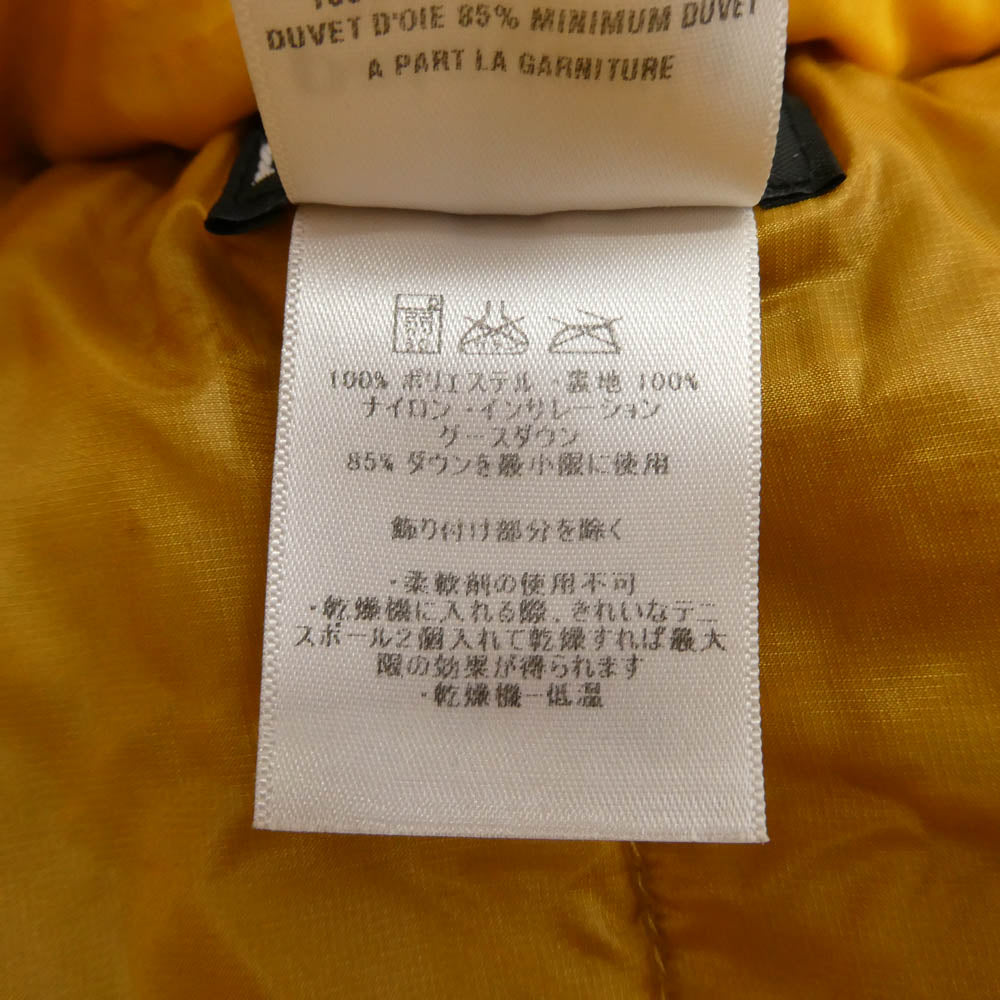 DUVET D'OIE 85% MINIMUM DUVET
A PART LA GARNITURE
100% ポリエステル ・裏地 100%
ナイロン ・インサレーション
グースダウン
85% ダウンを最小限に使用
飾り付け部分を除く
・柔軟剤の使用不可
・乾燥機に入れる際、きれいなテニ
スボール2個入れて乾燥すれば最大
限の効果が得られます
・乾燥機ー低温